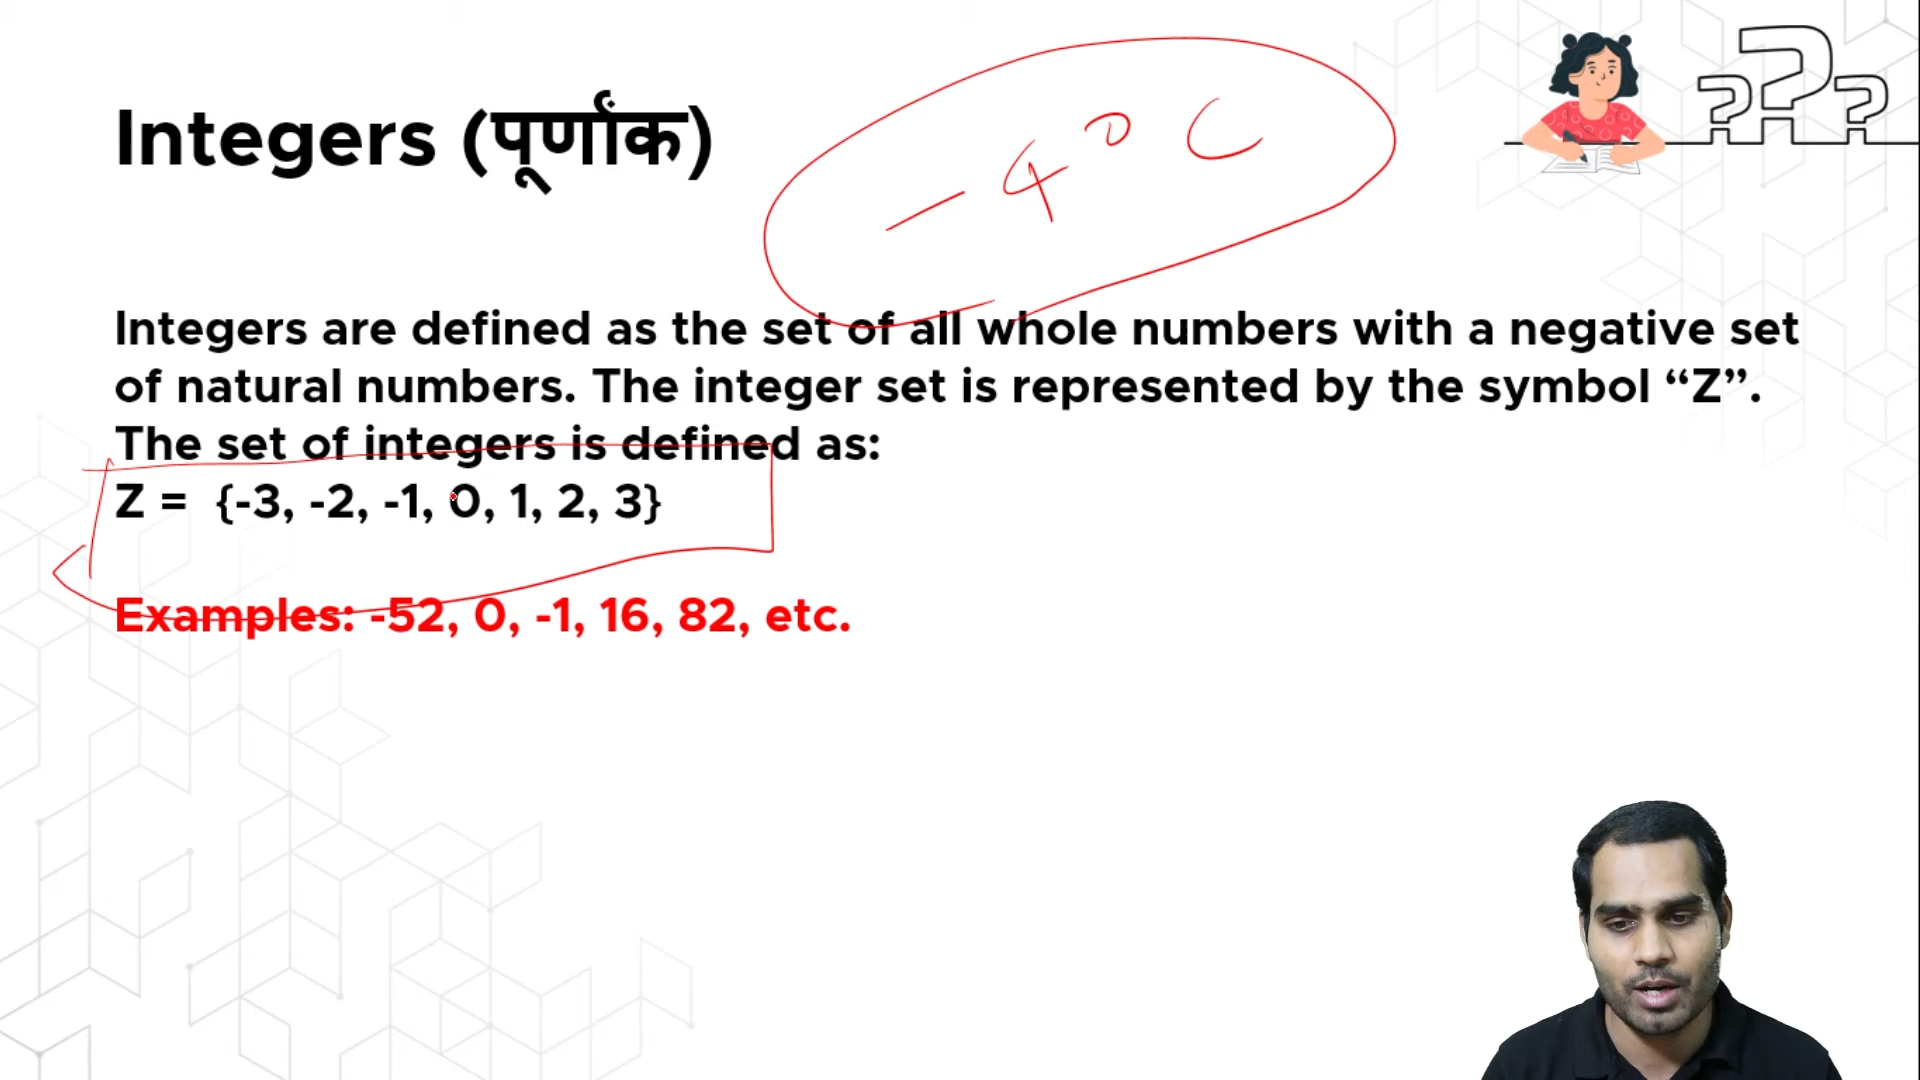 Integers (पूर्णांक)
-4° C
???
Integers are defined as the set of all whole numbers with a negative set
of natural numbers. The integer set is represented by the symbol “Z”.
The set of integers is defined as:
Z = {-3, -2, -1, 0, 1, 2, 3}
Examples: -52, 0, -1, 16, 82, etc.